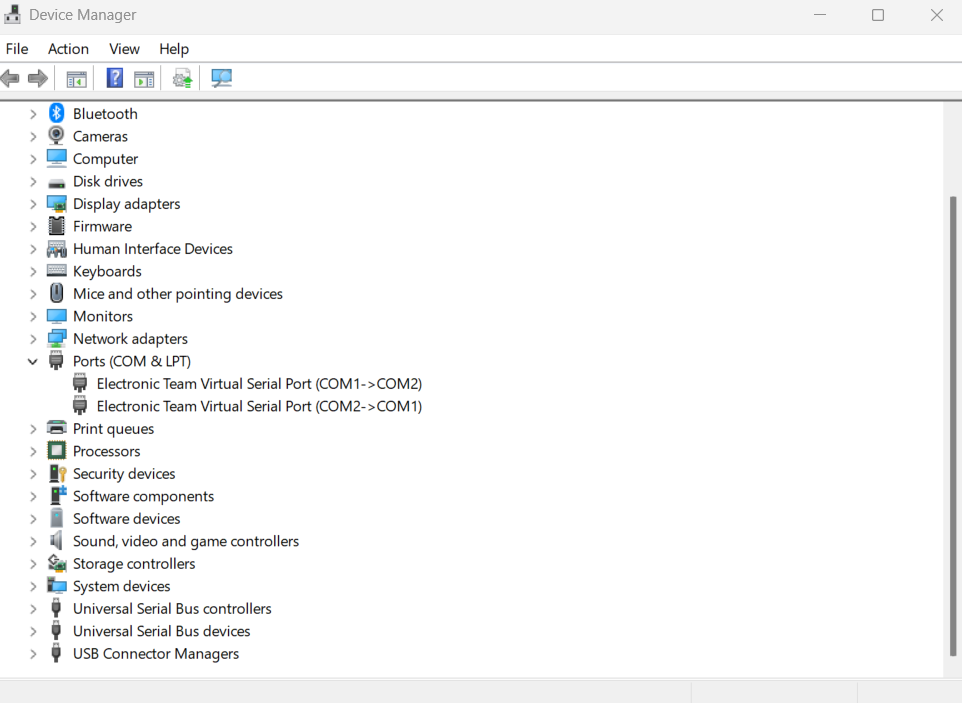 Device Manager
File Action View Help
Bluetooth
Cameras
Computer
Disk drives
Display adapters
Firmware
Human Interface Devices
Keyboards
Mice and other pointing devices
Monitors
Network adapters
Ports (COM & LPT)
Electronic Team Virtual Serial Port (COM1->COM2)
Electronic Team Virtual Serial Port (COM2->COM1)
Print queues
Processors
Security devices
Software components
Software devices
Sound, video and game controllers
Storage controllers
System devices
Universal Serial Bus controllers
Universal Serial Bus devices
USB Connector Managers